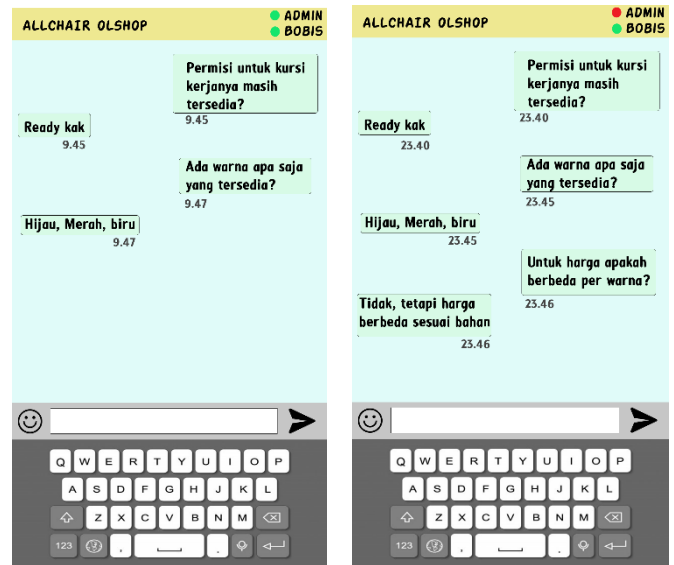 ALLCHAIR OLSHOP
ADMIN
BOBIS
Permisi untuk kursi
kerjanya masih
tersedia?
9.45
Ready kak
9.45
Ada warna apa saja
yang tersedia?
9.47
Hijau, Merah, biru
9.47
Q W E R T Y U I O P
A S D F G H J K L
Z X C V B N M
123 , .
ALLCHAIR OLSHOP
ADMIN
BOBIS
Permisi untuk kursi
kerjanya masih
tersedia?
23.40
Ready kak
23.40
Ada warna apa saja
yang tersedia?
23.45
Hijau, Merah, biru
23.45
Untuk harga apakah
berbeda per warna?
23.46
Tidak, tetapi harga
berbeda sesuai bahan
23.46
Q W E R T Y U I O P
A S D F G H J K L
Z X C V B N M
123 , .